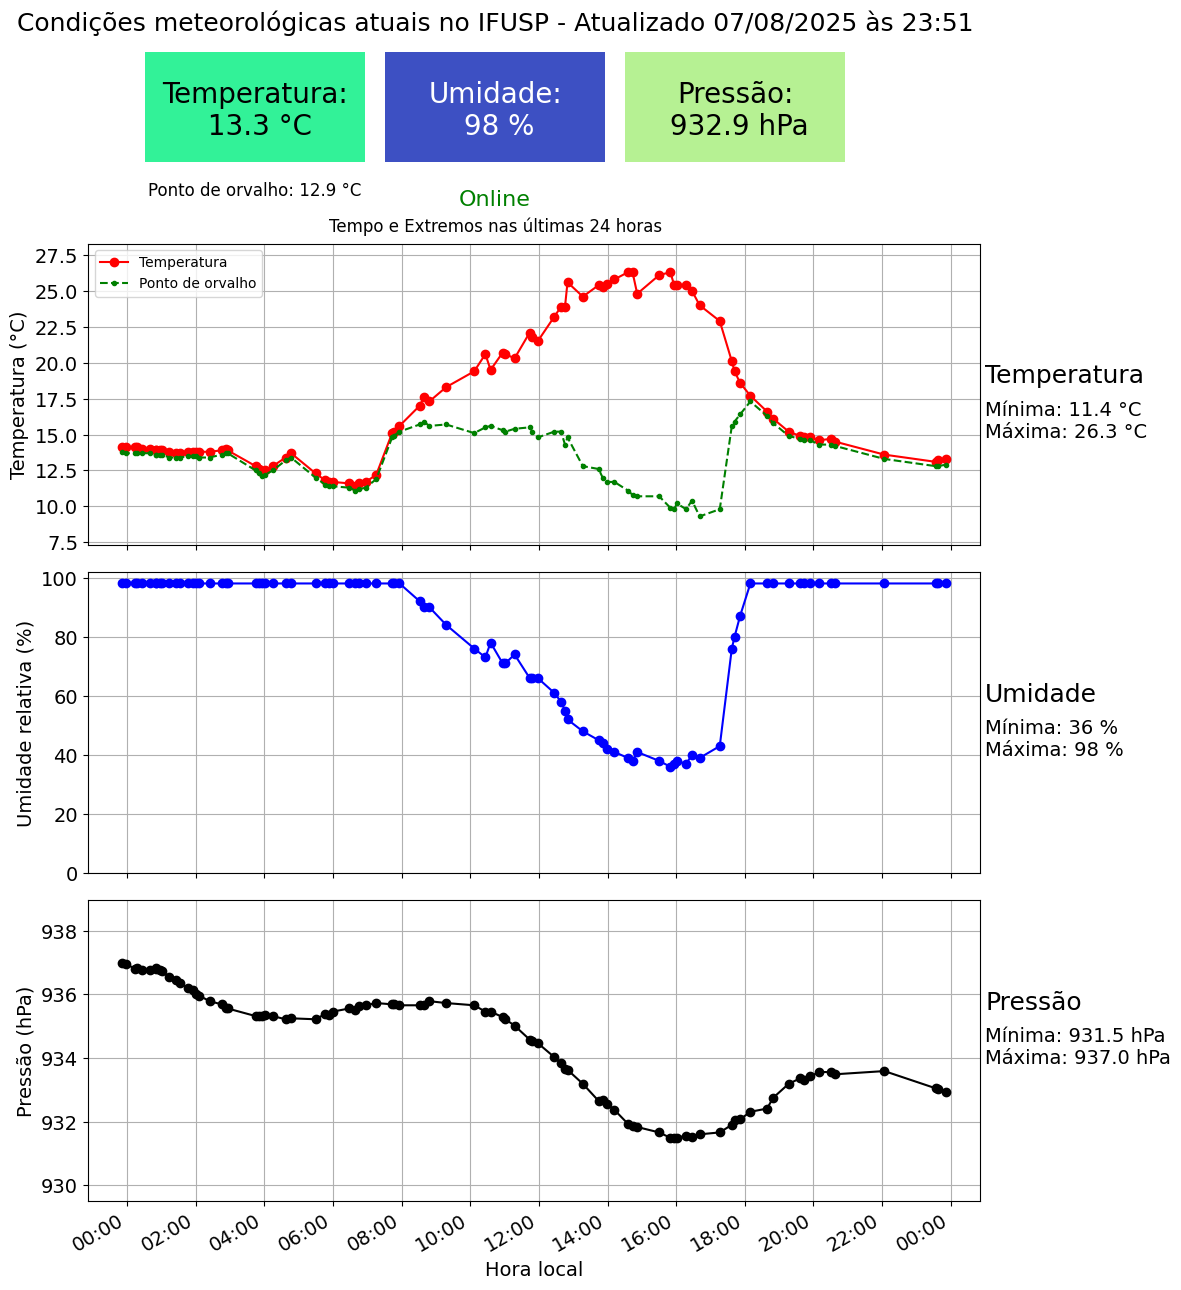 Condições meteorológicas atuais no IFUSP - Atualizado 07/08/2025 às 23:51
Temperatura:
13.3 °C
Umidade:
98 %
Pressão:
932.9 hPa
Ponto de orvalho: 12.9 °C
Online
Tempo e Extremos nas últimas 24 horas
Temperatura
Ponto de orvalho
Temperatura (°C)
27.5
25.0
22.5
20.0
17.5
15.0
12.5
10.0
7.5
Temperatura
Mínima: 11.4 °C
Máxima: 26.3 °C
Umidade relativa (%)
100
80
60
40
20
0
Umidade
Mínima: 36 %
Máxima: 98 %
Pressão (hPa)
938
936
934
932
930
Pressão
Mínima: 931.5 hPa
Máxima: 937.0 hPa
00:00 02:00 04:00 06:00 08:00 10:00 12:00 14:00 16:00 18:00 20:00 22:00 00:00
Hora local